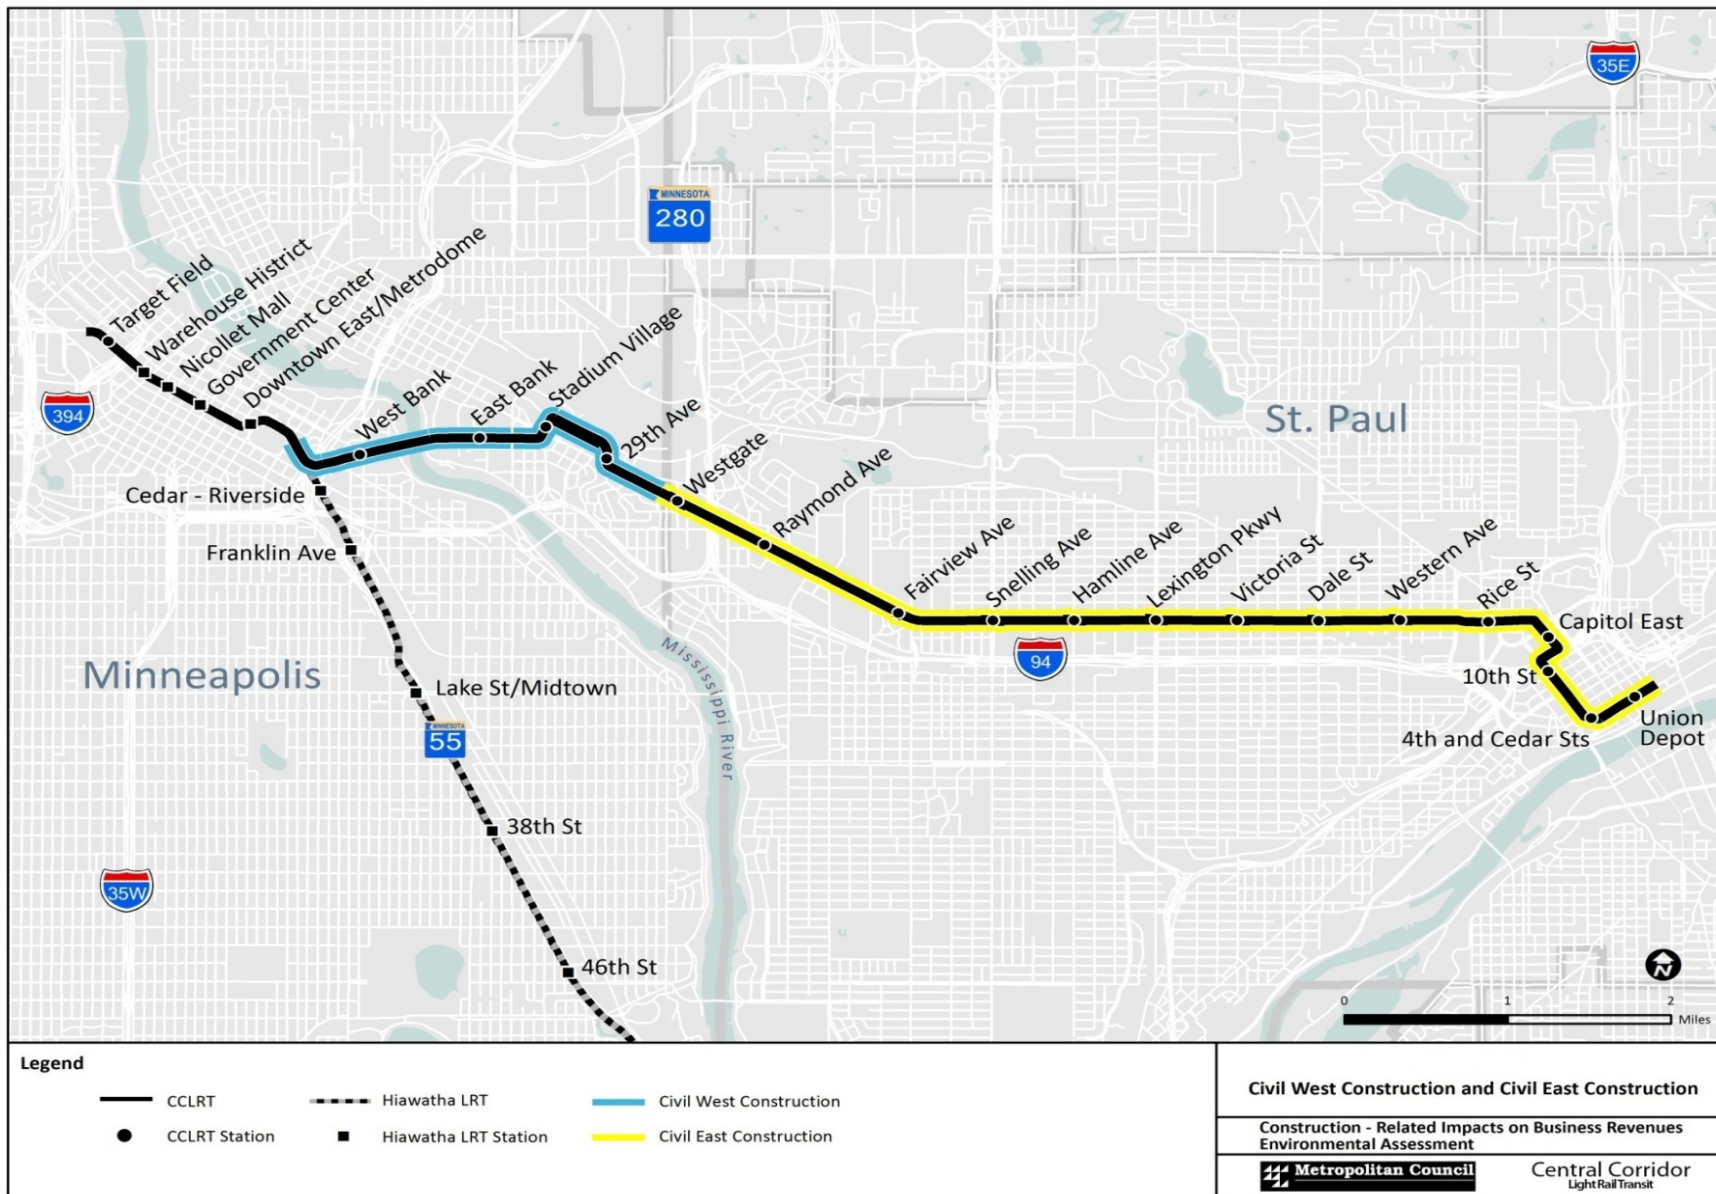 35E
MINNESOTA
280
Target Field
Warehouse Histrict
Nicollet Mall
Government Center
Downtown East/Metrodome
394
West Bank
East Bank
Stadium Village
29th Ave
Westgate
Raymond Ave
St. Paul
Cedar - Riverside
Franklin Ave
Fairview Ave
Snelling Ave
Hamline Ave
Lexington Pkwy
Victoria St
Dale St
Western Ave
Rice St
Capitol East
94
10th St
Minneapolis
Mississippi River
Lake St/Midtown
MINNESOTA
55
4th and Cedar Sts
Union
Depot
38th St
35W
46th St
N
0 1 2
Miles
Legend
CCLRT
Hiawatha LRT
Civil West Construction
CCLRT Station
Hiawatha LRT Station
Civil East Construction
Civil West Construction and Civil East Construction
Construction - Related Impacts on Business Revenues
Environmental Assessment
Metropolitan Council
Central Corridor
Light Rail Transit